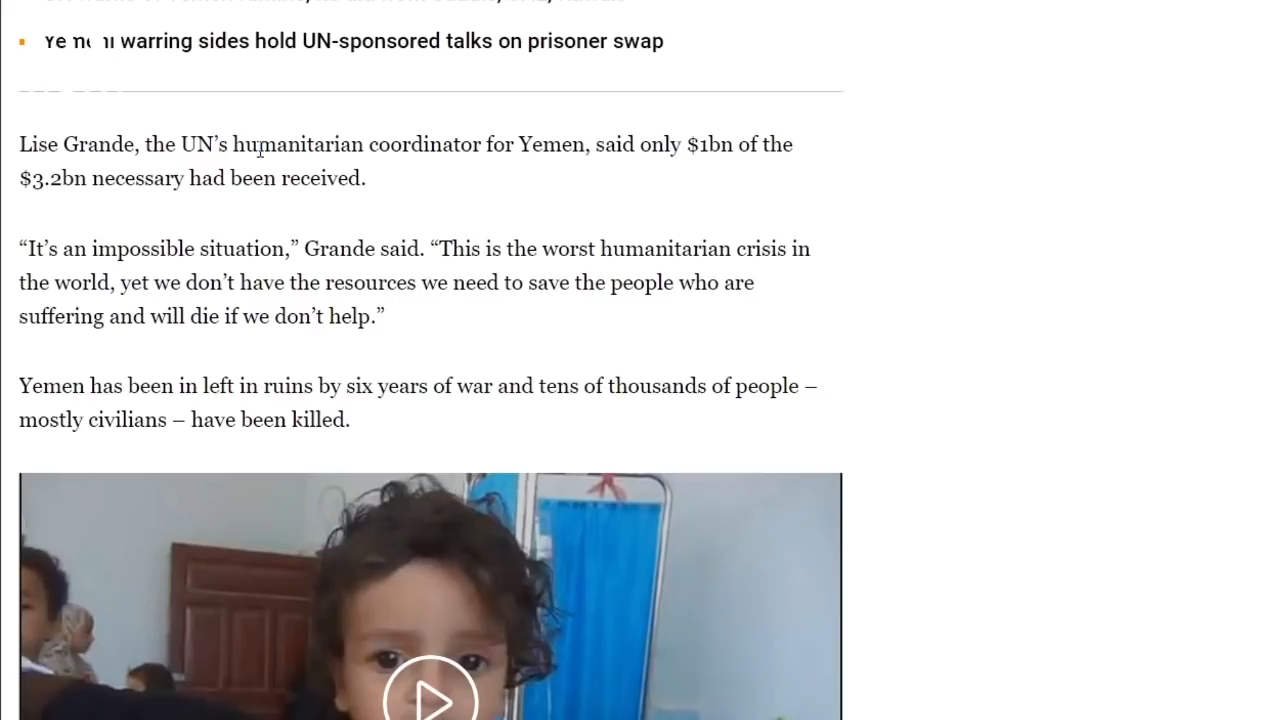 warring sides hold UN-sponsored talks on prisoner swap
Lise Grande, the UN’s humanitarian coordinator for Yemen, said only $1bn of the
$3.2bn necessary had been received.
“It’s an impossible situation,” Grande said. “This is the worst humanitarian crisis in
the world, yet we don’t have the resources we need to save the people who are
suffering and will die if we don’t help.”
Yemen has been in left in ruins by six years of war and tens of thousands of people –
mostly civilians – have been killed.